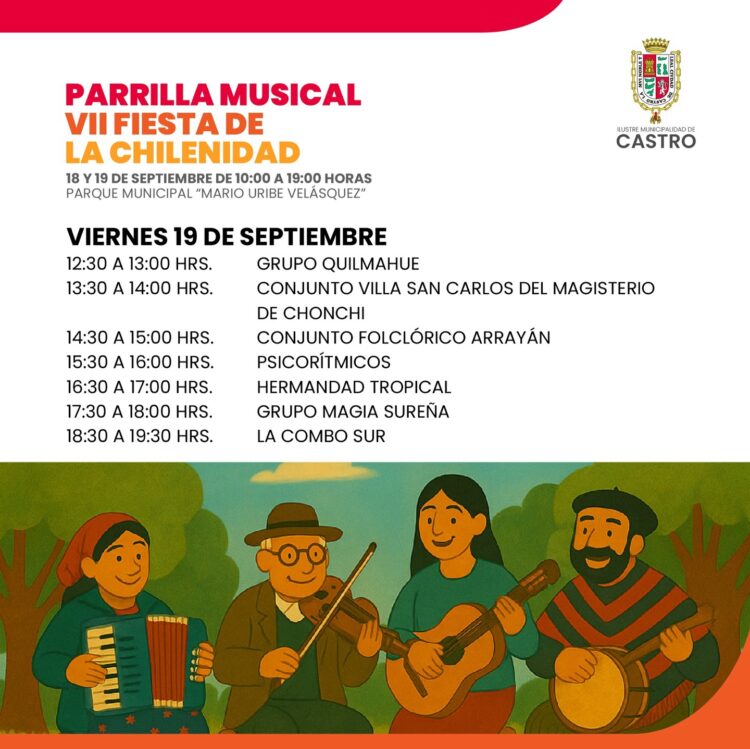 PARRILLA MUSICAL
VII FIESTA DE
LA CHILENIDAD
18 Y 19 DE SEPTIEMBRE DE 10:00 A 19:00 HORAS
PARQUE MUNICIPAL “MARIO URIBE VELÁSQUEZ”
ILUSTRE MUNICIPALIDAD DE
CASTRO
VIERNES 19 DE SEPTIEMBRE
12:30 A 13:00 HRS. GRUPO QUILMAHUE
13:30 A 14:00 HRS. CONJUNTO VILLA SAN CARLOS DEL MAGISTERIO
DE CHONCHI
14:30 A 15:00 HRS. CONJUNTO FOLCLÓRICO ARRAYÁN
15:30 A 16:00 HRS. PSICORÍTMICOS
16:30 A 17:00 HRS. HERMANDAD TROPICAL
17:30 A 18:00 HRS. GRUPO MAGIA SUREÑA
18:30 A 19:30 HRS. LA COMBO SUR